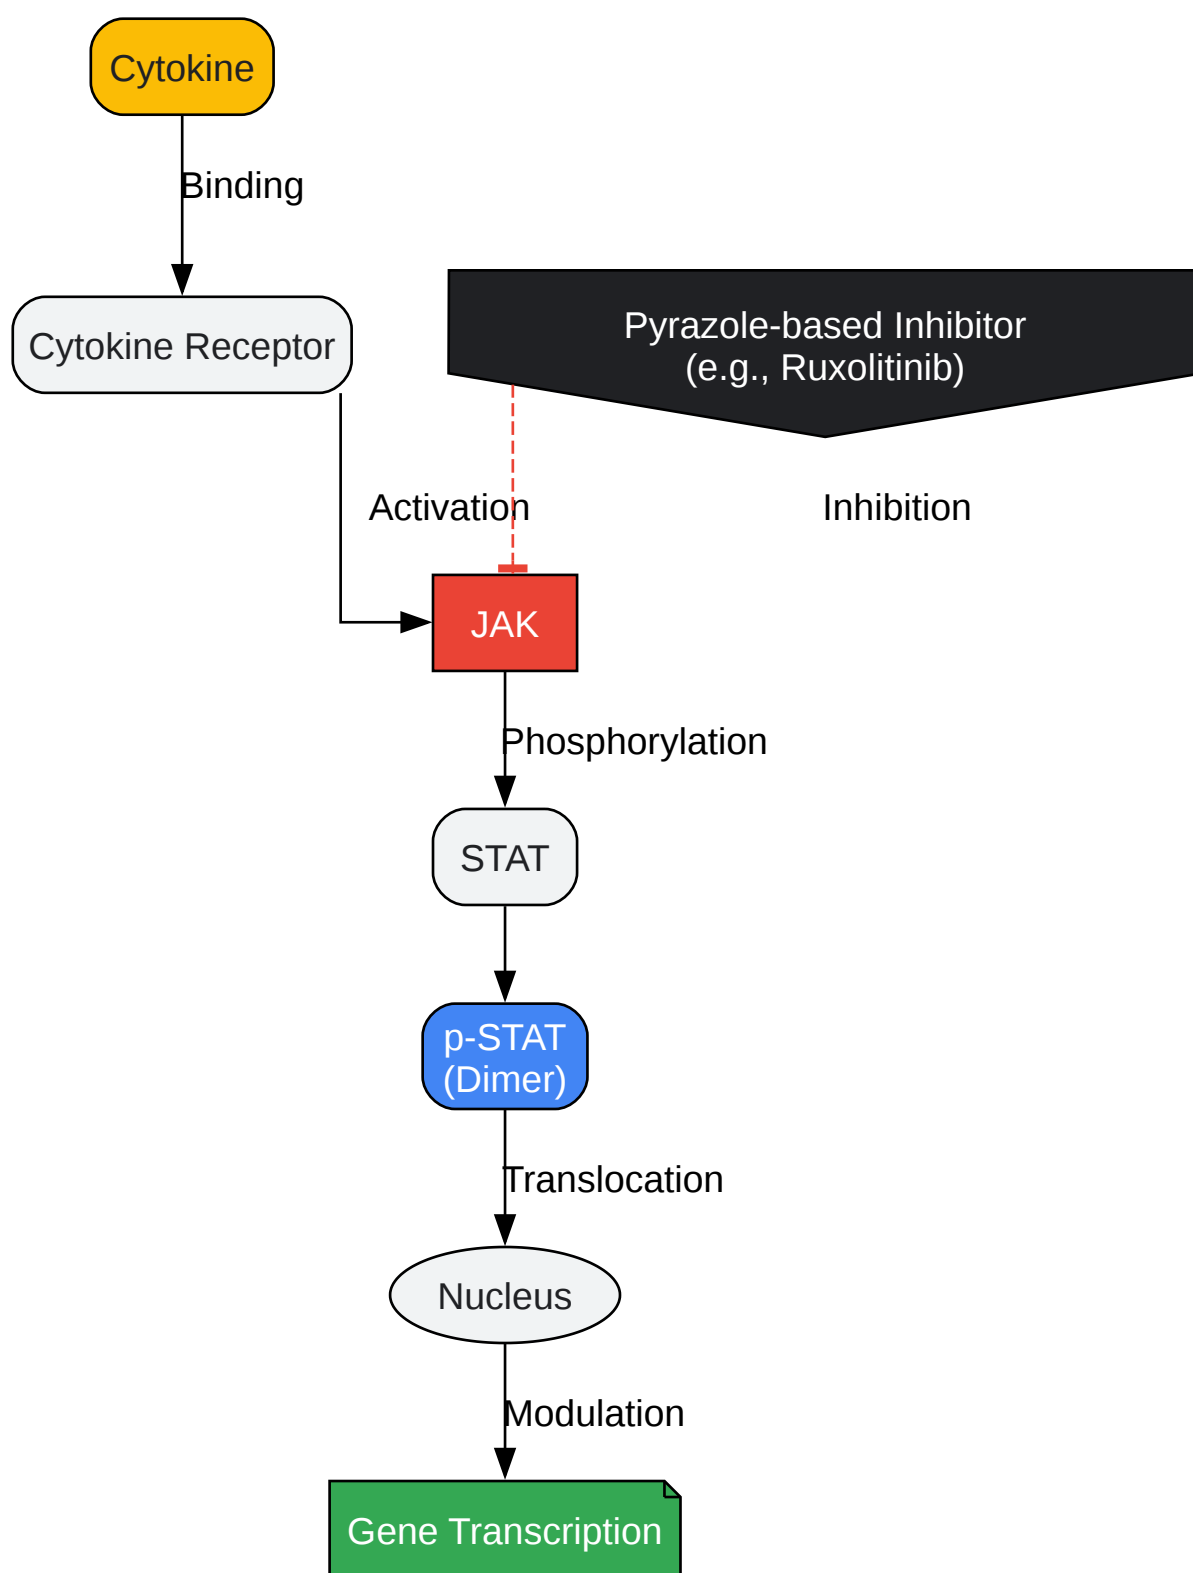 Cytokine
Binding
Cytokine Receptor
Pyrazole-based Inhibitor
(e.g., Ruxolitinib)
Activation
Inhibition
JAK
Phosphorylation
STAT
p-STAT
(Dimer)
Translocation
Nucleus
Modulation
Gene Transcription